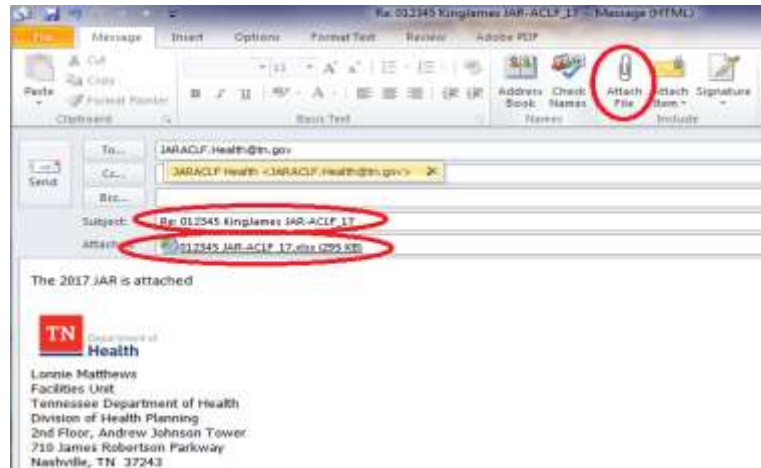 Re: 012345 KingJames JAR-ACLF_17 - Message (HTML)
File Message Insert Options Format Text Review Adobe PDF
Cut
Copy
Paste
Format Painter
Clipboard
11
B I U
Basic Text
Address Book
Check Names
Names
Attach File
Attach Item
Signature
Include
Send
To... JARACLF.Health@tn.gov
Cc... JARACLF Health <JARACLF.Health@tn.gov>
Bcc...
Subject: Re: 012345 KingJames JAR-ACLF_17
012345 JAR-ACLF_17.xlsx (295 KB)
The 2017 JAR is attached
TN
Department of
Health
Lonnie Matthews
Facilities Unit
Tennessee Department of Health
Division of Health Planning
2nd Floor, Andrew Johnson Tower
710 James Robertson Parkway
Nashville, TN 37243